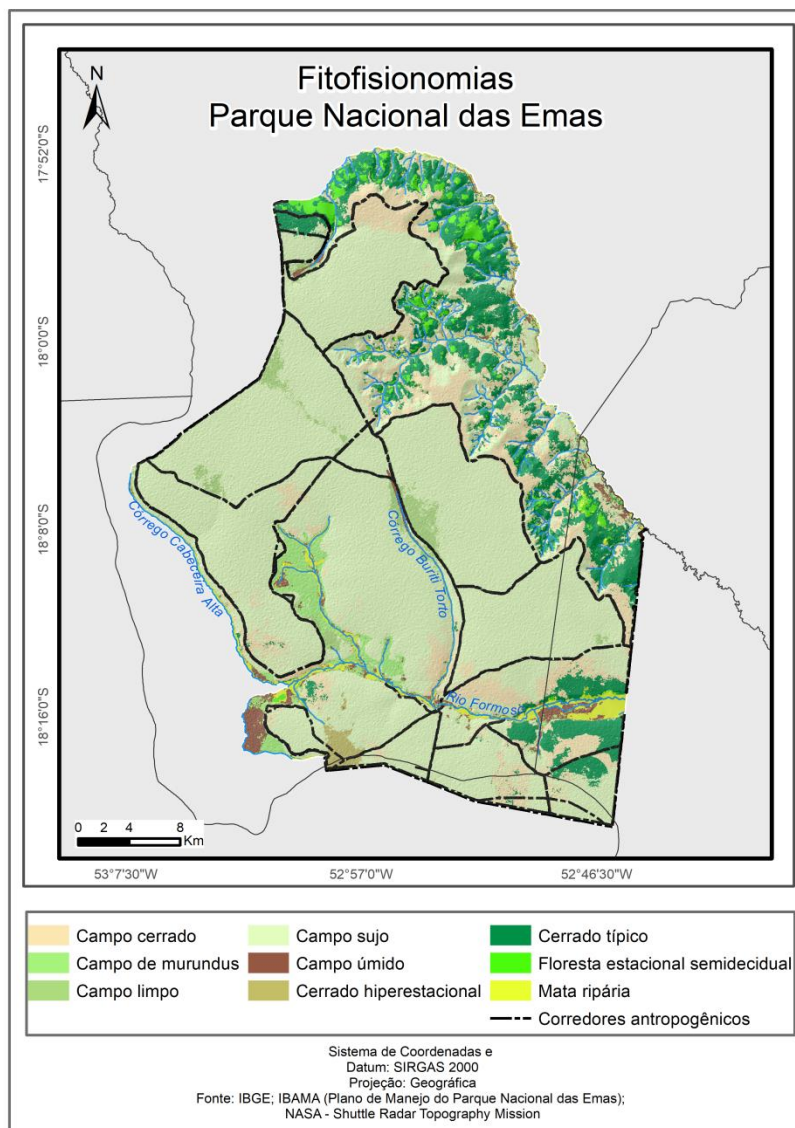 Fitofisionomias
Parque Nacional das Emas
N
17°52'0"S
18°0'0"S
18°8'0"S
18°16'0"S
Córrego Cabeceira Alta
Córrego Buriti Torto
Rio Formoso
0 2 4 8
Km
53°7'30"W 52°57'0"W 52°46'30"W
Campo cerrado
Campo de murundus
Campo limpo
Campo sujo
Campo úmido
Cerrado hiperestacional
Cerrado típico
Floresta estacional semidecidual
Mata ripária
Corredores antropogênicos
Sistema de Coordenadas e
Datum: SIRGAS 2000
Projeção: Geográfica
Fonte: IBGE; IBAMA (Plano de Manejo do Parque Nacional das Emas);
NASA - Shuttle Radar Topography Mission